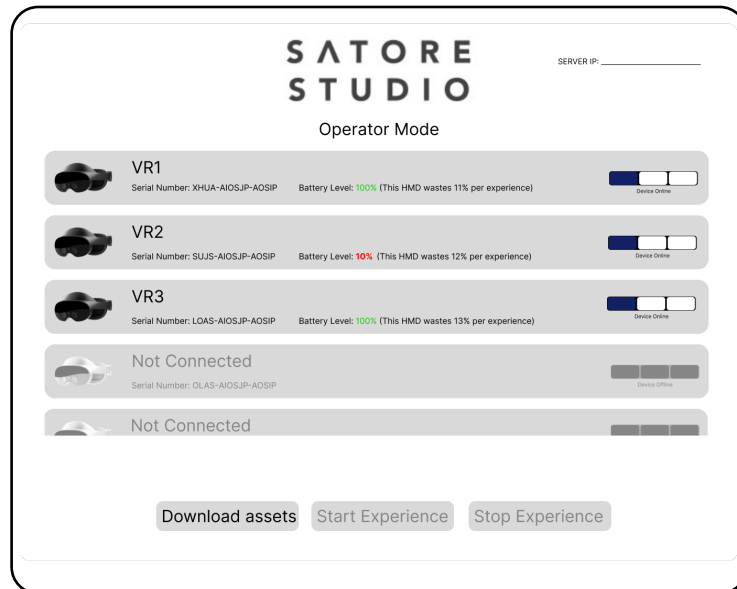 SATORE
STUDIO
SERVER IP:
Operator Mode
VR1
Serial Number: XHUA-AIOSJP-AOSIP Battery Level: 100% (This HMD wastes 11% per experience)
Device Online
VR2
Serial Number: SUJS-AIOSJP-AOSIP Battery Level: 10% (This HMD wastes 12% per experience)
Device Online
VR3
Serial Number: LOAS-AIOSJP-AOSIP Battery Level: 100% (This HMD wastes 13% per experience)
Device Online
Not Connected
Serial Number: OLAS-AIOSJP-AOSIP
Device Offline
Not Connected
Download assets Start Experience Stop Experience